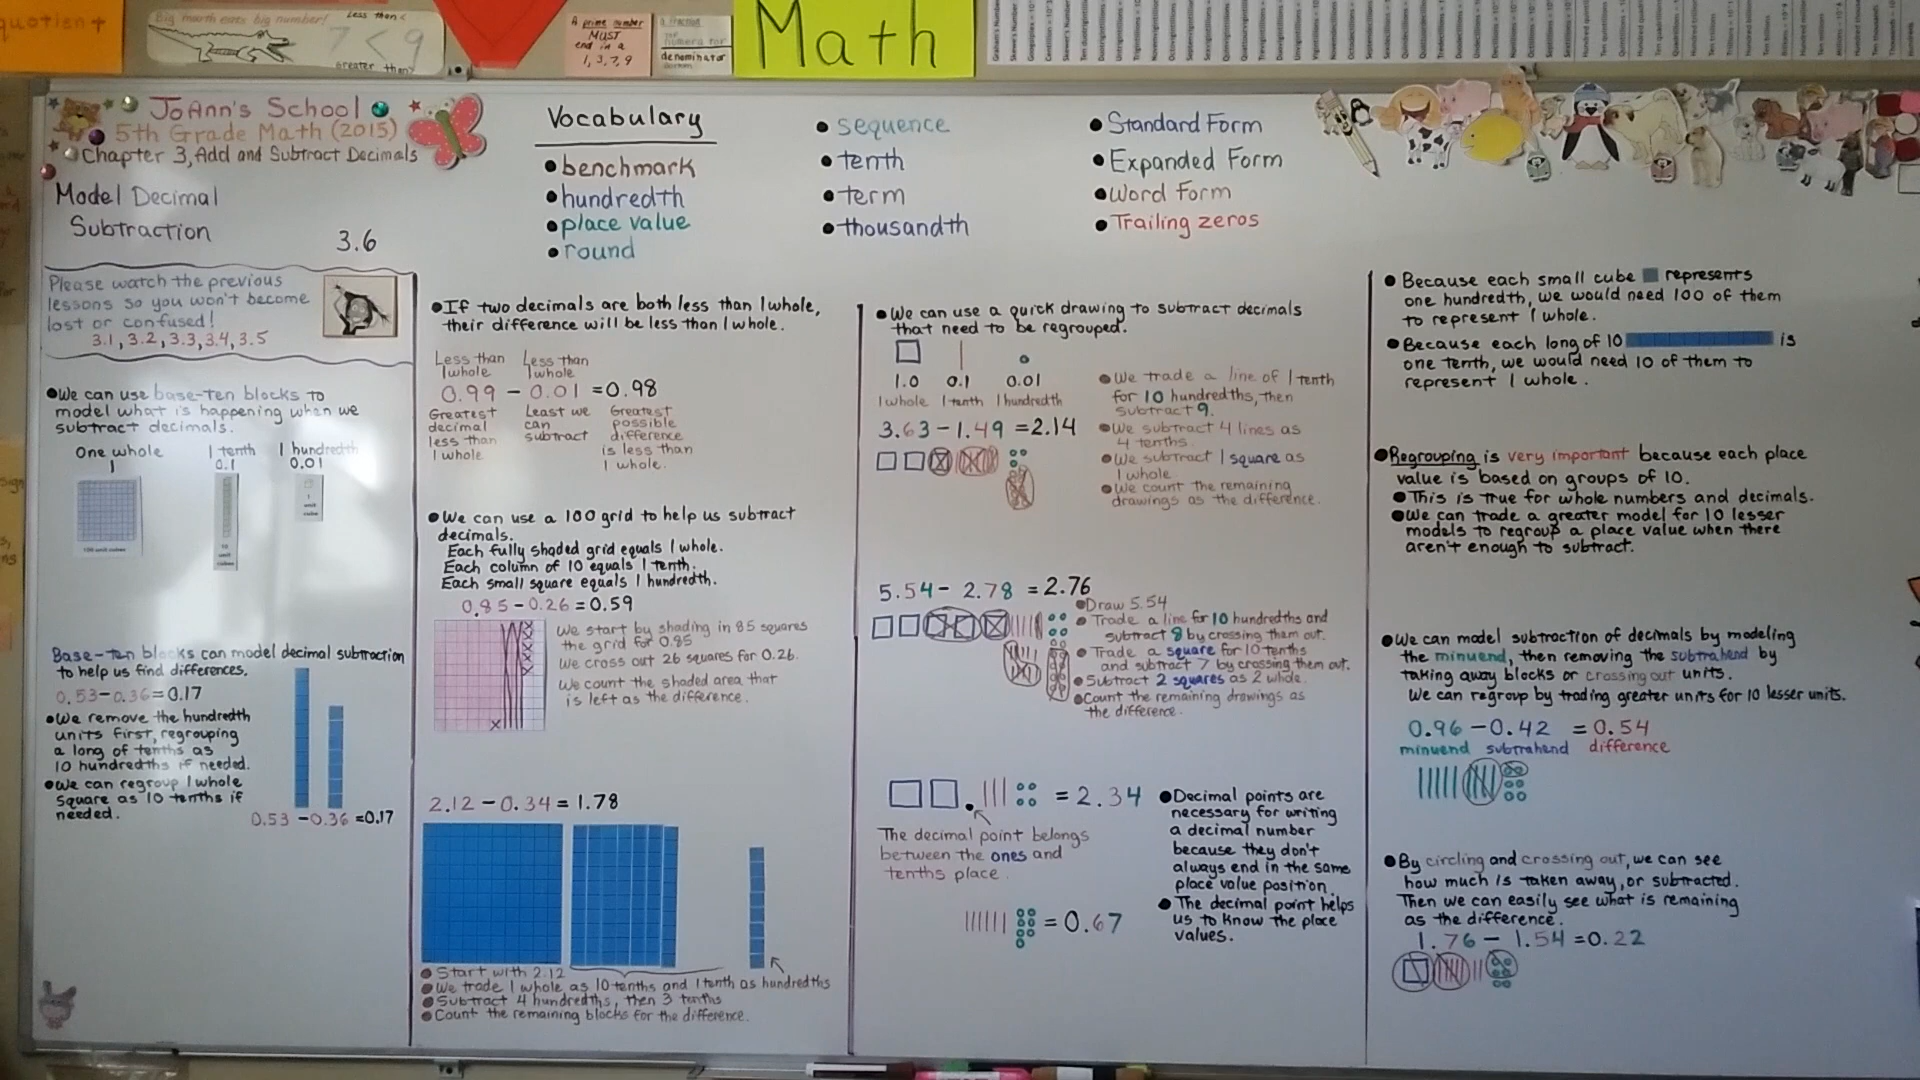 quotient
Big mouth eats big number!
Less than <
7 < 9
greater than >
A prime number
MUST
end in a
1, 3, 7, 9
a fraction
numerator
denominator
Math
JoAnn's School
5th Grade Math (2015)
Chapter 3, Add and Subtract Decimals
Model Decimal
Subtraction
3.6
Vocabulary
• benchmark
• hundredth
• place value
• round
• sequence
• tenth
• term
• thousandth
• Standard Form
• Expanded Form
• Word Form
• Trailing zeros
Please watch the previous
lessons so you won't become
lost or confused!
3.1, 3.2, 3.3, 3.4, 3.5
• We can use base-ten blocks to
model what is happening when we
subtract decimals.
One whole
1
1 tenth
0.1
1 hundredth
0.01
100 unit cubes
10
unit
cubes
1
unit
cube
Base-ten blocks can model decimal subtraction
to help us find differences.
0.53-0.36=0.17
• We remove the hundredth
units first, regrouping
a long of tenths as
10 hundredths if needed.
• We can regroup 1 whole
square as 10 tenths if
needed.
0.53 - 0.36 = 0.17
• If two decimals are both less than 1 whole,
their difference will be less than 1 whole.
Less than
1 whole
Less than
1 whole
0.99 - 0.01 = 0.98
Greatest
decimal
less than
1 whole
Least we
can
subtract
Greatest
possible
difference
is less than
1 whole.
• We can use a 100 grid to help us subtract
decimals.
Each fully shaded grid equals 1 whole.
Each column of 10 equals 1 tenth.
Each small square equals 1 hundredth.
0.85-0.26=0.59
We start by shading in 85 squares
the grid for 0.85
We cross out 26 squares for 0.26.
We count the shaded area that
is left as the difference.
2.12 - 0.34 = 1.78
• Start with 2.12
• We trade 1 whole as 10 tenths and 1 tenth as hundredths
• Subtract 4 hundredths, then 3 tenths
• Count the remaining blocks for the difference.
• We can use a quick drawing to subtract decimals
that need to be regrouped.
1.0 0.1 0.01
1 whole 1 tenth 1 hundredth
3.63 - 1.49 = 2.14
• We trade a line of 1 tenth
for 10 hundredths, then
subtract 9.
• We subtract 4 lines as
4 tenths.
• We subtract 1 square as
1 whole.
• We count the remaining
drawings as the difference.
5.54 - 2.78 = 2.76
• Draw 5.54
• Trade a line for 10 hundredths and
subtract 8 by crossing them out.
• Trade a square for 10 tenths
and subtract 7 by crossing them out.
• Subtract 2 squares as 2 whole.
• Count the remaining drawings as
the difference.
= 2.34
The decimal point belongs
between the ones and
tenths place.
= 0.67
• Decimal points are
necessary for writing
a decimal number
because they don't
always end in the same
place value position.
• The decimal point helps
us to know the place
values.
• Because each small cube represents
one hundredth, we would need 100 of them
to represent 1 whole.
• Because each long of 10 is
one tenth, we would need 10 of them to
represent 1 whole.
• Regrouping is very important because each place
value is based on groups of 10.
• This is true for whole numbers and decimals.
• We can trade a greater model for 10 lesser
models to regroup a place value when there
aren't enough to subtract.
• We can model subtraction of decimals by modeling
the minuend, then removing the subtrahend by
taking away blocks or crossing out units.
We can regroup by trading greater units for 10 lesser units.
0.96 - 0.42 = 0.54
minuend subtrahend difference
• By circling and crossing out, we can see
how much is taken away, or subtracted.
Then we can easily see what is remaining
as the difference.
1.76 - 1.54 = 0.22